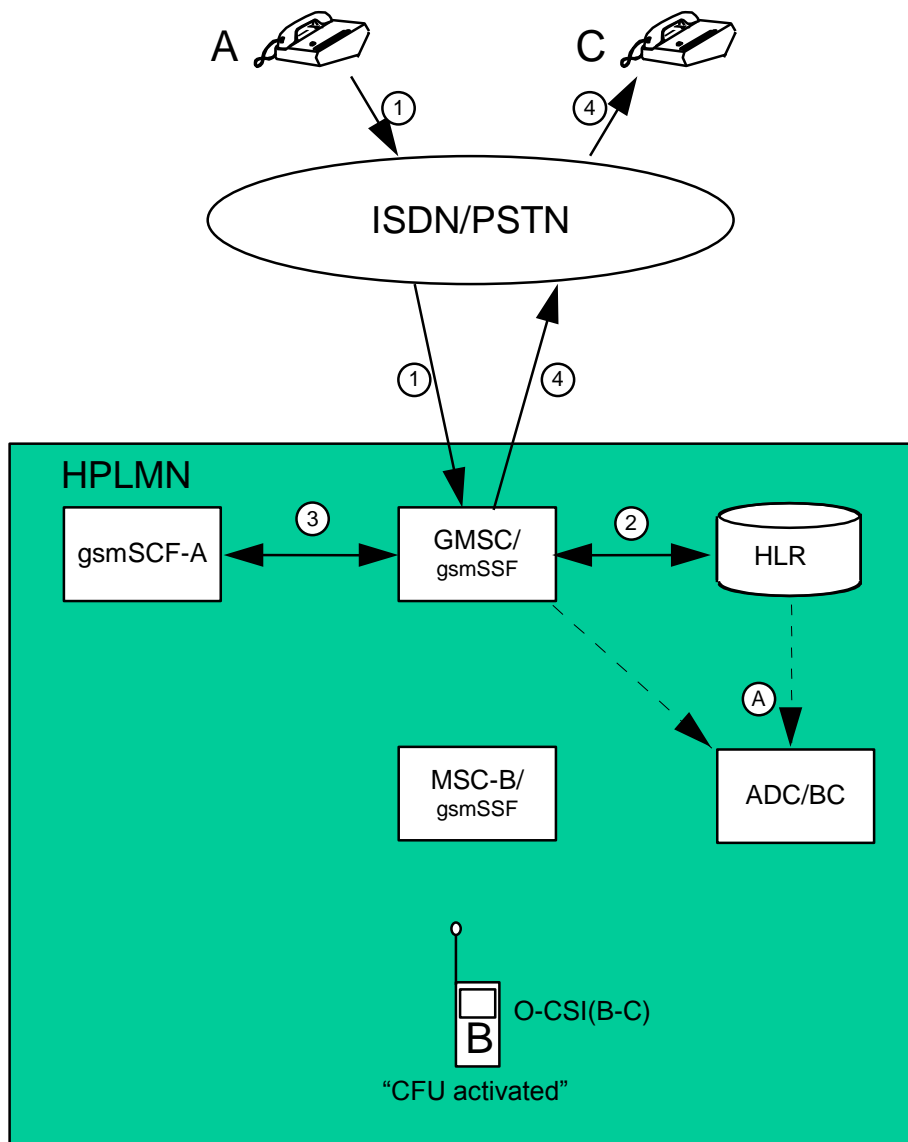 A
C
1
4
ISDN/PSTN
1
4
HPLMN
gsmSCF-A
3
GMSC/
gsmSSF
2
HLR
A
MSC-B/
gsmSSF
ADC/BC
O-CSI(B-C)
B
“CFU activated”